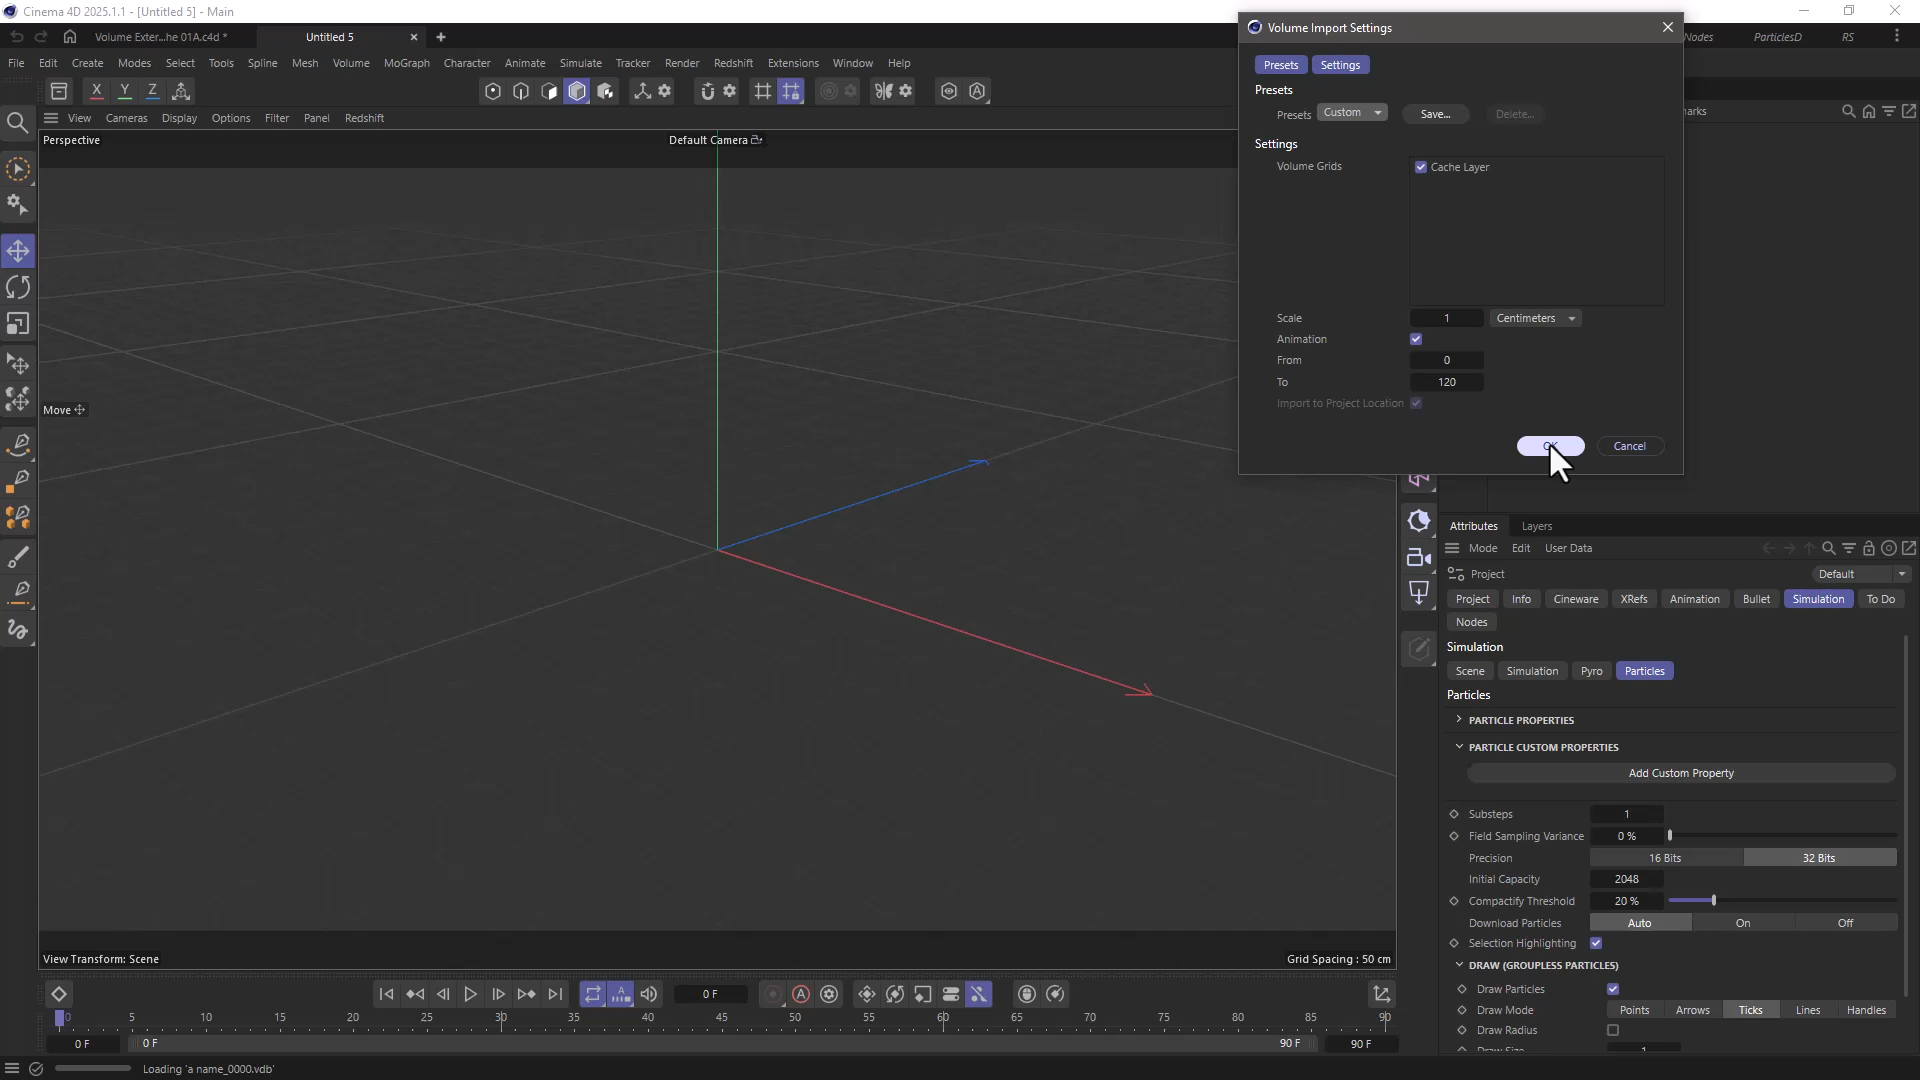 Cinema 4D 2025.1.1 - [Untitled 5] - Main
Volume Exter...he 01A.c4d *
Untitled 5
Nodes
ParticlesD
RS
File Edit Create Modes Select Tools Spline Mesh Volume MoGraph Character Animate Simulate Tracker Render Redshift Extensions Window Help
X Y Z
View Cameras Display Options Filter Panel Redshift
arks
Perspective
Default Camera
Move
View Transform: Scene
Grid Spacing : 50 cm
Volume Import Settings
Presets Settings
Presets
Presets Custom Save... Delete...
Settings
Volume Grids Cache Layer
Scale 1 Centimeters
Animation
From 0
To 120
Import to Project Location
OK Cancel
Attributes Layers
Mode Edit User Data
Project Default
Project Info Cineware XRefs Animation Bullet Simulation To Do
Nodes
Simulation
Scene Simulation Pyro Particles
Particles
PARTICLE PROPERTIES
PARTICLE CUSTOM PROPERTIES
Add Custom Property
Substeps 1
Field Sampling Variance 0 %
Precision 16 Bits 32 Bits
Initial Capacity 2048
Compactify Threshold 20 %
Download Particles Auto On Off
Selection Highlighting
DRAW (GROUPLESS PARTICLES)
Draw Particles
Draw Mode Points Arrows Ticks Lines Handles
Draw Radius
Draw Size 1
0 F
0 5 10 15 20 25 30 35 40 45 50 55 60 65 70 75 80 85 90
0 F 0 F 90 F 90 F
Loading 'a name_0000.vdb'